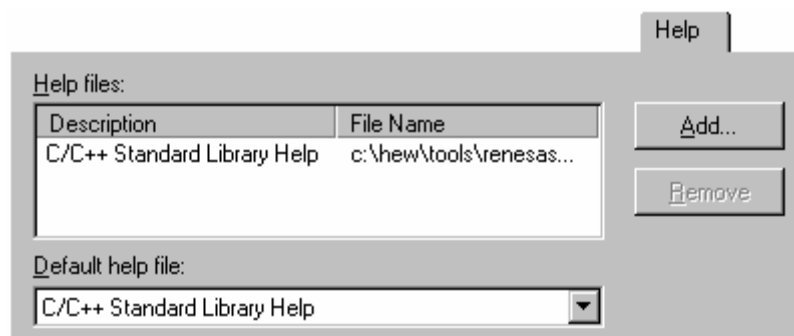 Help
Help files:
Description File Name
C/C++ Standard Library Help c:\hew\tools\renesas...
Add...
Remove
Default help file:
C/C++ Standard Library Help